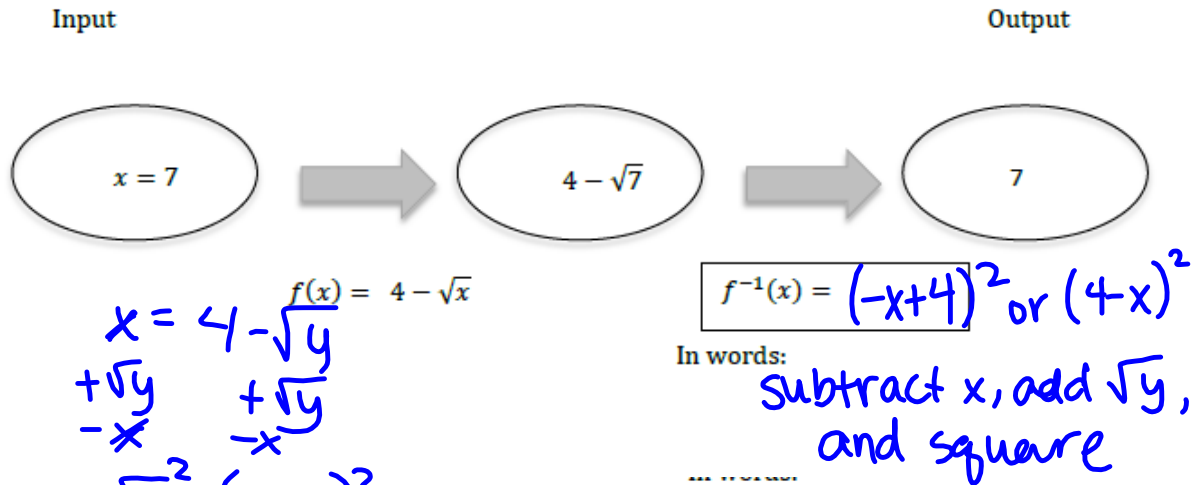 Input Output
x = 7 4 − √7 7
f(x) = 4 − √x
f⁻¹(x) = (-x+4)² or (4-x)²
x = 4 - √y
In words:
+√y +√y
subtract x, add √y,
-x -x
and square